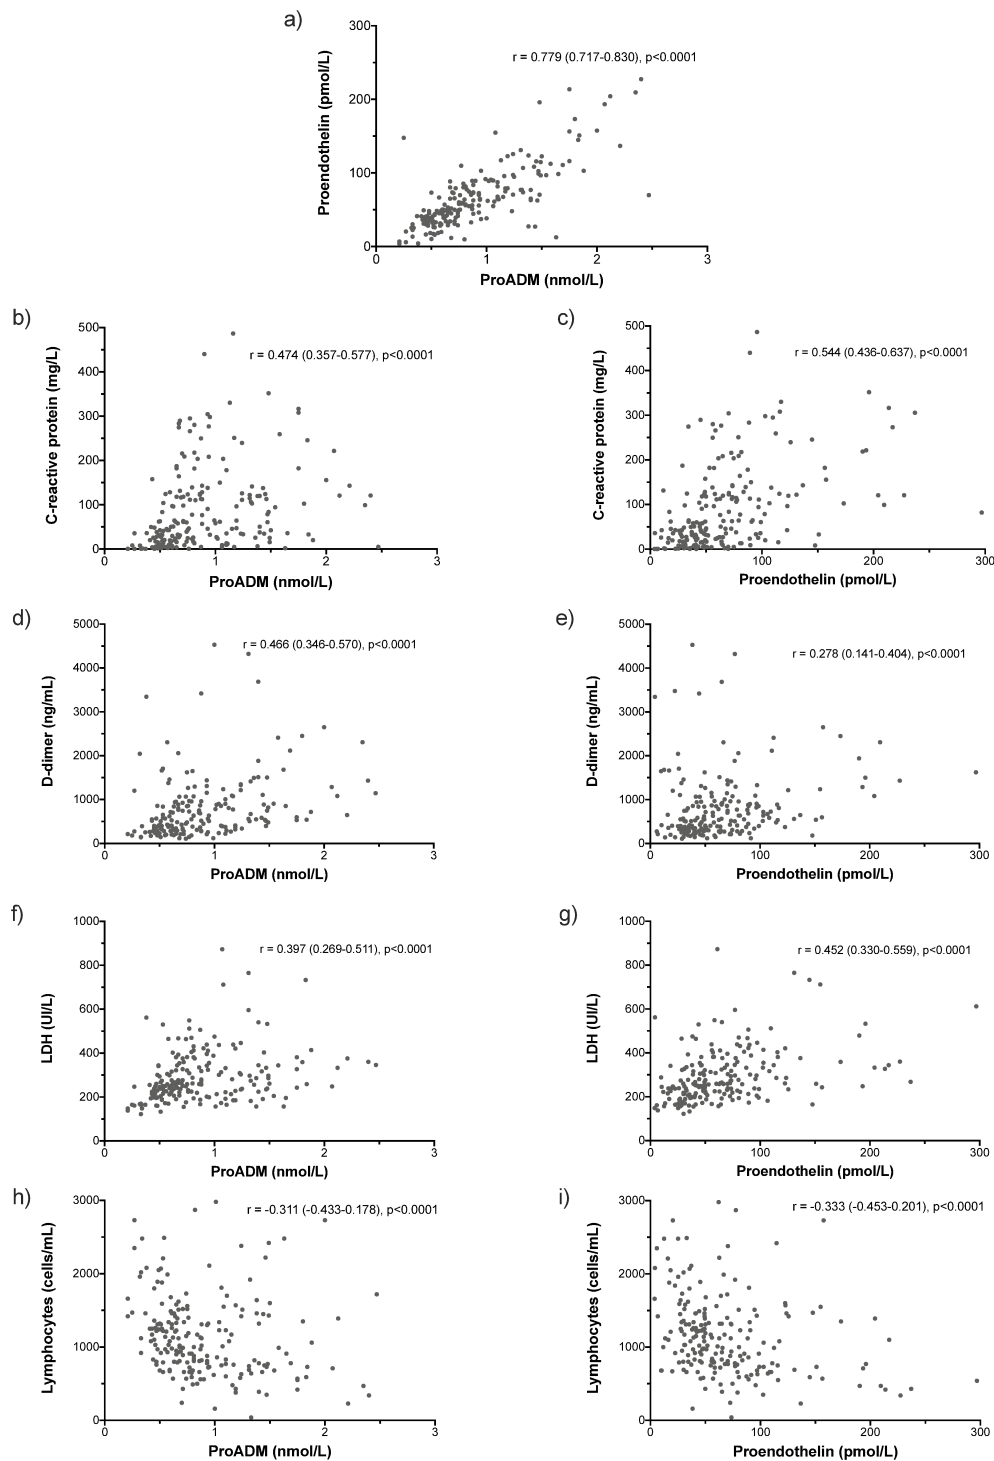 a)
300
200
100
0
Proendothelin (pmol/L)
r = 0.779 (0.717-0.830), p<0.0001
0 1 2 3
ProADM (nmol/L)
b)
500
400
300
200
100
0
C-reactive protein (mg/L)
r = 0.474 (0.357-0.577), p<0.0001
0 1 2 3
ProADM (nmol/L)
c)
500
400
300
200
100
0
C-reactive protein (mg/L)
r = 0.544 (0.436-0.637), p<0.0001
0 100 200 300
Proendothelin (pmol/L)
d)
5000
4000
3000
2000
1000
0
D-dimer (ng/mL)
r = 0.466 (0.346-0.570), p<0.0001
0 1 2 3
ProADM (nmol/L)
e)
5000
4000
3000
2000
1000
0
D-dimer (ng/mL)
r = 0.278 (0.141-0.404), p<0.0001
0 100 200 300
Proendothelin (pmol/L)
f)
1000
800
600
400
200
0
LDH (UI/L)
r = 0.397 (0.269-0.511), p<0.0001
0 1 2 3
ProADM (nmol/L)
g)
1000
800
600
400
200
0
LDH (UI/L)
r = 0.452 (0.330-0.559), p<0.0001
0 100 200 300
Proendothelin (pmol/L)
h)
3000
2000
1000
0
Lymphocytes (cells/mL)
r = -0.311 (-0.433-0.178), p<0.0001
0 1 2 3
ProADM (nmol/L)
i)
3000
2000
1000
0
Lymphocytes (cells/mL)
r = -0.333 (-0.453-0.201), p<0.0001
0 100 200 300
Proendothelin (pmol/L)